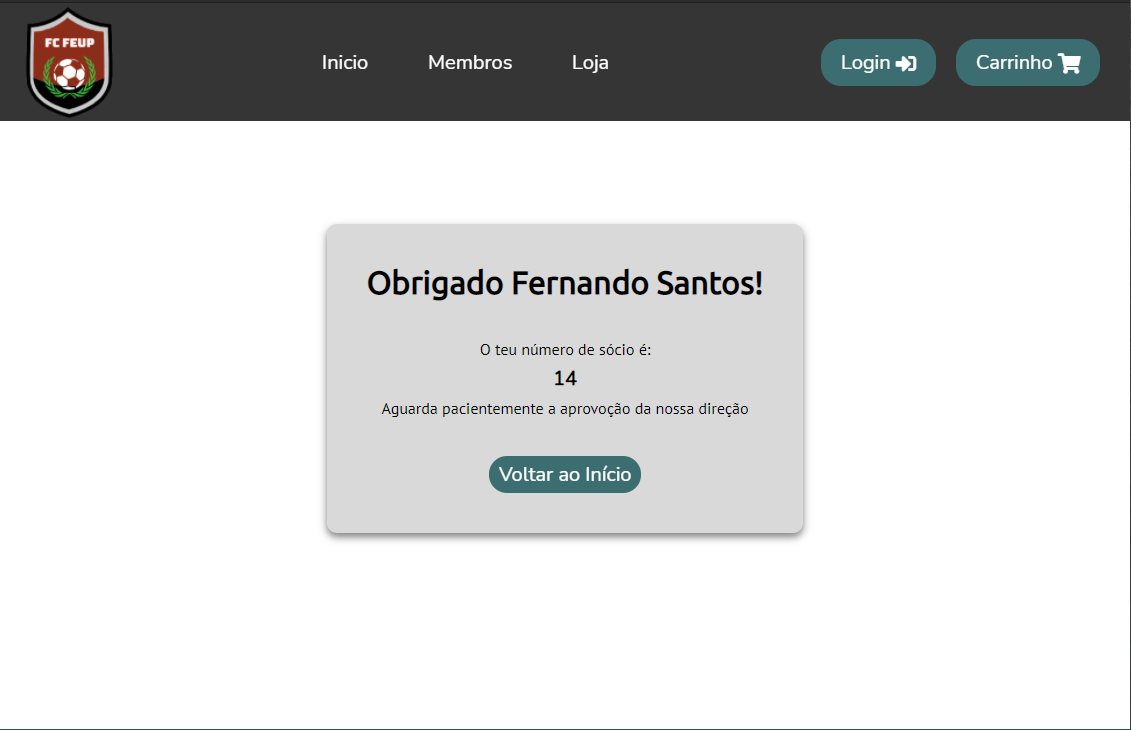 FC FEUP
Inicio
Membros
Loja
Login
Carrinho
Obrigado Fernando Santos!
O teu número de sócio é:
14
Aguarda pacientemente a aprovoção da nossa direção
Voltar ao Início